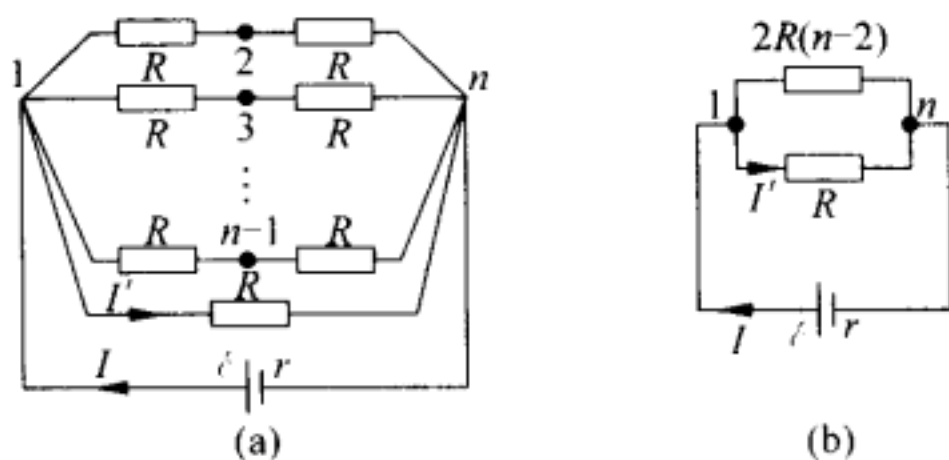 2
1 R R n
3
R R
⋮
R n−1 R
I′ R
I r
(a)
2R(n−2)
1 n
I′ R
I r
(b)